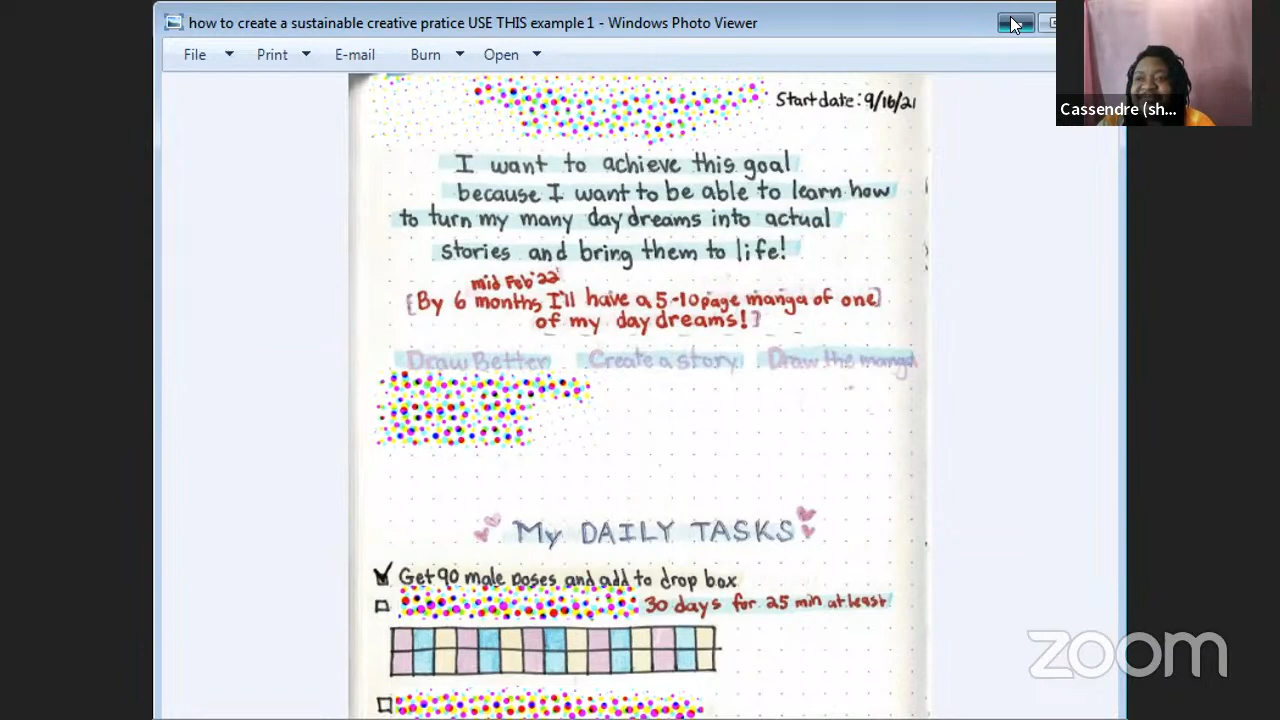 how to create a sustainable creative pratice USE THIS example1 - Windows Photo Viewer
File Print E-mail Burn Open
Cassendre (sh...
Start date: 9/16/21
I want to achieve this goal
because I want to be able to learn how
to turn my many day dreams into actual
stories and bring them to life!
mid Feb '22
[By 6 months I'll have a 5-10 page manga of one
of my day dreams!]
Draw Better Create a story Draw the manga
My DAILY TASKS
Get 90 male poses and add to drop box
30 days for 25 min at least!
zoom